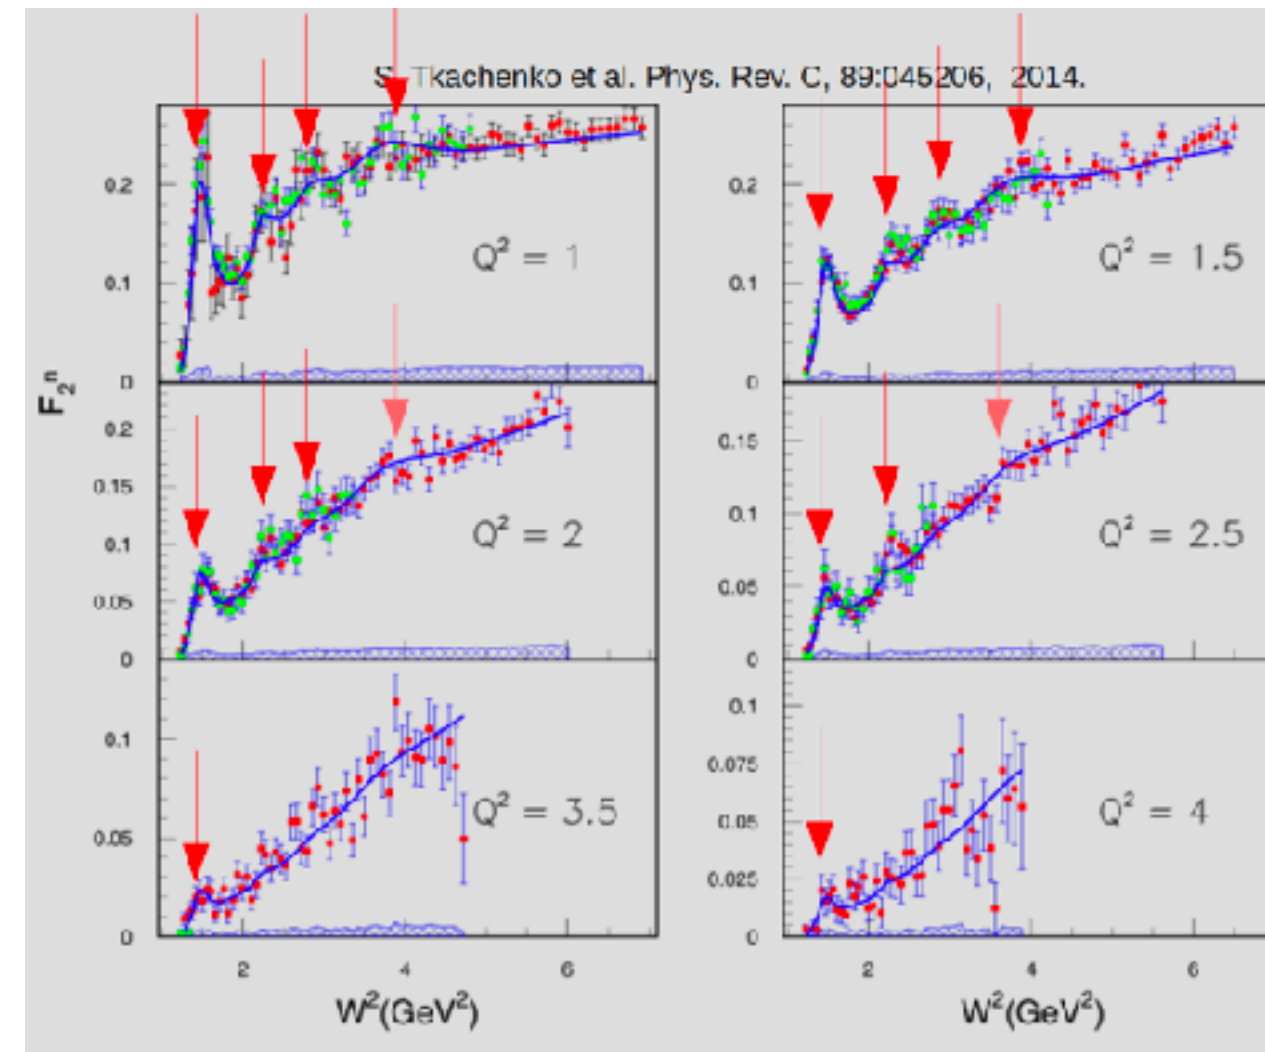 S. Tkachenko et al. Phys. Rev. C, 89:045206, 2014.
F₂ⁿ
0.2
0.1
0
Q² = 1
0.2
0.1
0
Q² = 1.5
0.2
0.15
0.1
0.05
0
Q² = 2
0.15
0.1
0.05
0
Q² = 2.5
0.1
0.05
0
Q² = 3.5
0.1
0.075
0.05
0.025
0
Q² = 4
2 4 6
2 4 6
W²(GeV²)
W²(GeV²)